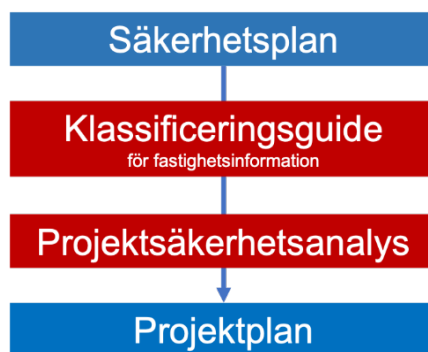 Säkerhetsplan
Klassificeringsguide
för fastighetsinformation
Projektsäkerhetsanalys
Projektplan